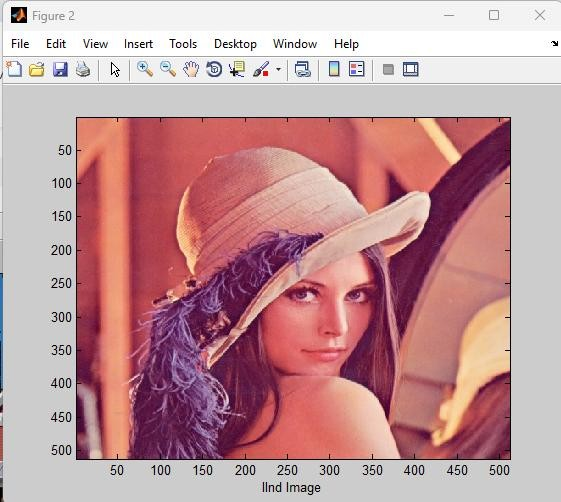 Figure 2
File Edit View Insert Tools Desktop Window Help
50
100
150
200
250
300
350
400
450
500
50 100 150 200 250 300 350 400 450 500
IInd Image